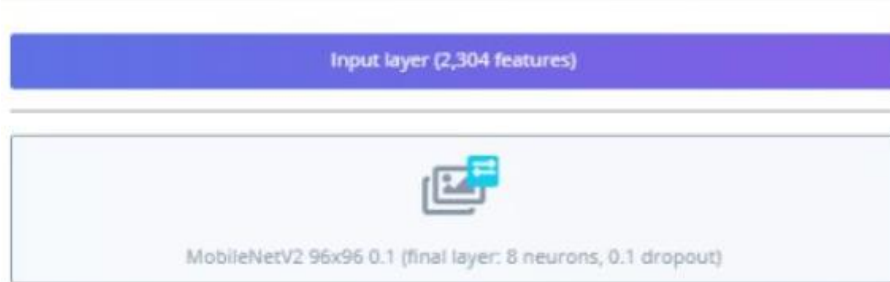 Input layer (2,304 features)
MobileNetV2 96x96 0.1 (final layer: 8 neurons, 0.1 dropout)